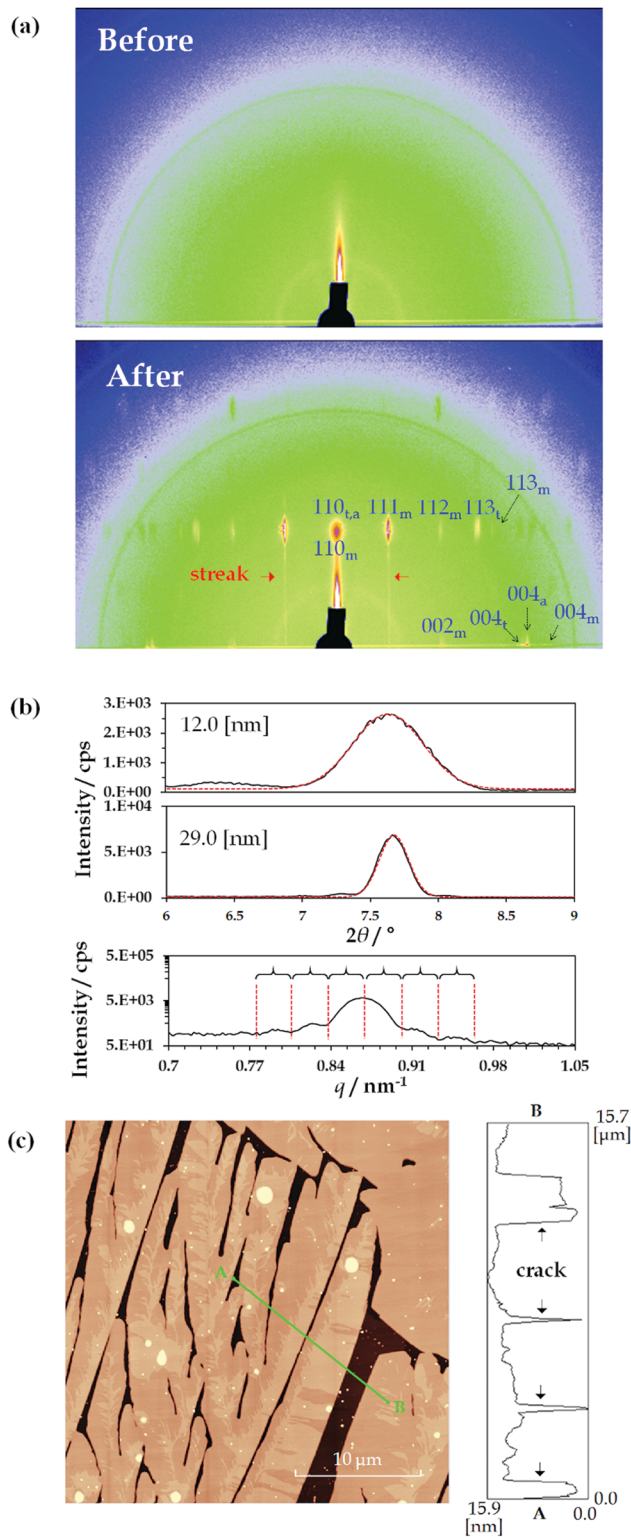 (a)
Before
After
113m
110t,a 111m 112m 113t
110m
streak
004a
002m 004t 004m
(b)
3.E+03
12.0 [nm]
2.E+03
1.E+03
0.E+00
1.E+04
29.0 [nm]
5.E+03
0.E+00
Intensity / cps
6 6.5 7 7.5 8 8.5 9
2θ / °
5.E+05
5.E+03
5.E+01
Intensity / cps
0.7 0.77 0.84 0.91 0.98 1.05
q / nm-1
(c)
A
B
10 μm
B
15.7
[μm]
crack
0.0
15.9 A 0.0
[nm]